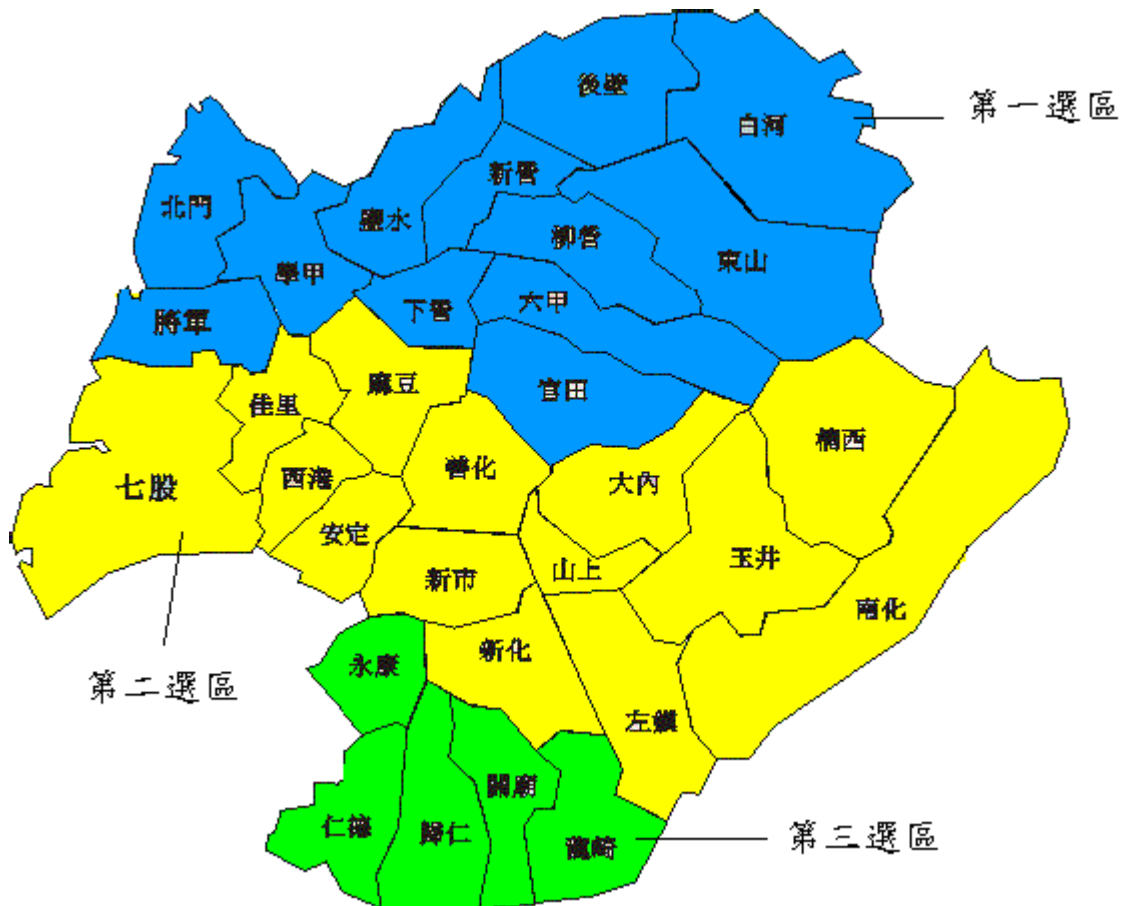 後壁
白河
第一選區
新營
北門
鹽水
柳營
東山
學甲
六甲
下營
將軍
官田
麻豆
佳里
楠西
善化
大內
西港
七股
安定
山上
新市
玉井
南化
新化
永康
第二選區
左鎮
關廟
仁德
歸仁
龍崎
第三選區